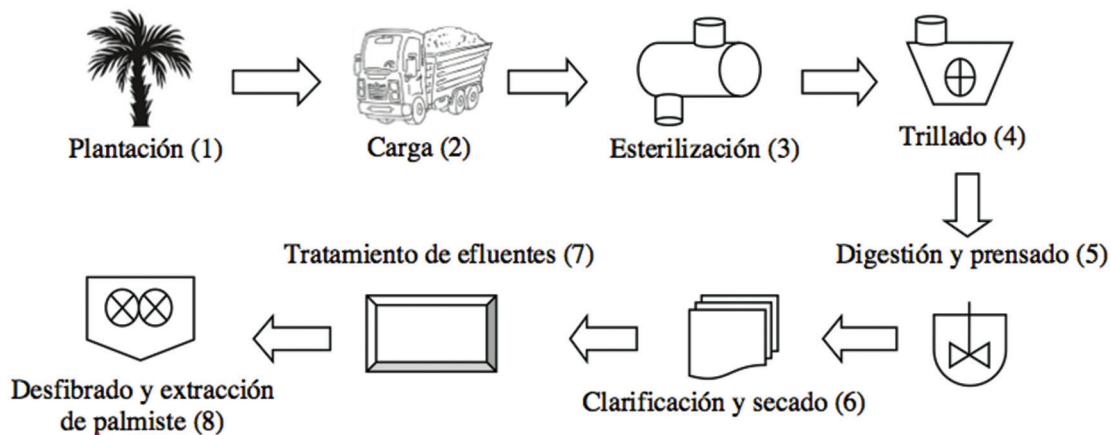 Plantación (1)
Carga (2)
Esterilización (3)
Trillado (4)
Digestión y prensado (5)
Clarificación y secado (6)
Tratamiento de efluentes (7)
Desfibrado y extracción
de palmiste (8)